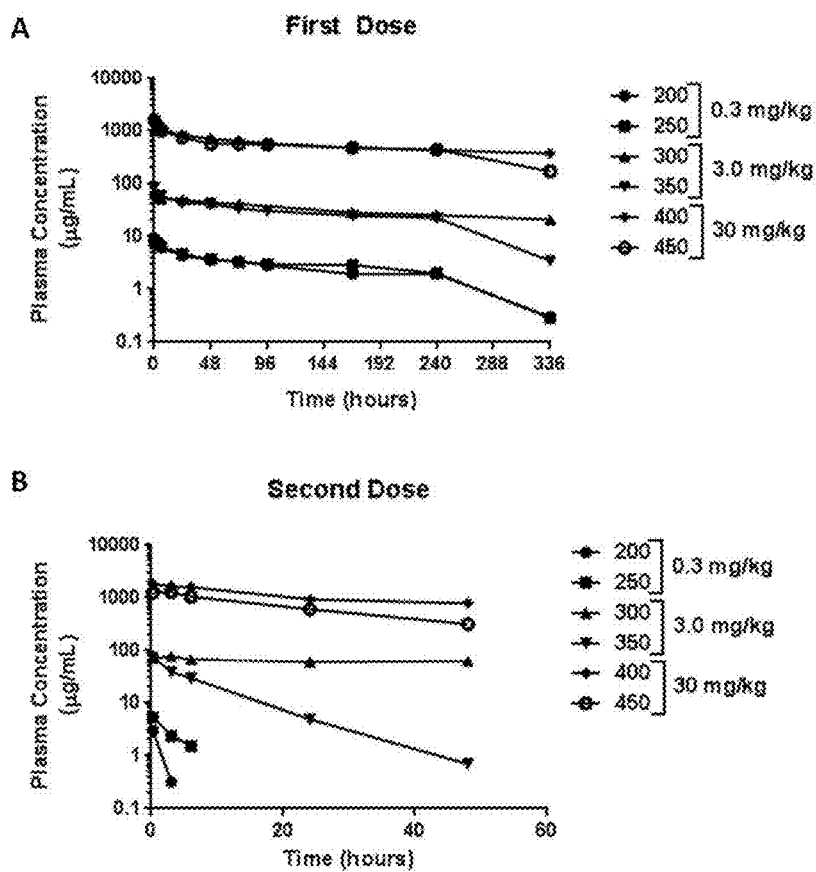 A
First Dose
Plasma Concentration
(µg/mL)
10000
1000
100
10
1
0.1
0 48 96 144 192 240 288 336
Time (hours)
200
250
0.3 mg/kg
300
350
3.0 mg/kg
400
450
30 mg/kg
B
Second Dose
Plasma Concentration
(µg/mL)
10000
1000
100
10
1
0.1
0 20 40 60
Time (hours)
200
250
0.3 mg/kg
300
350
3.0 mg/kg
400
450
30 mg/kg